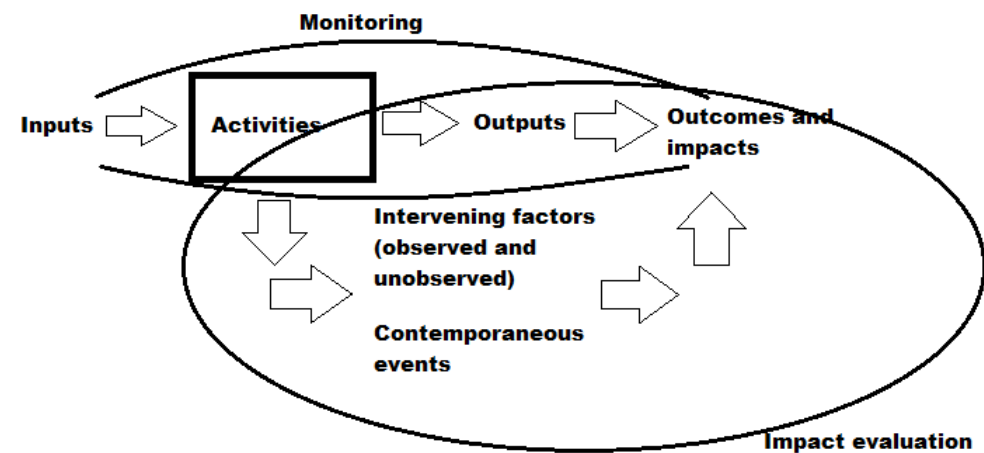 Monitoring
Inputs
Activities
Outputs
Outcomes and
impacts
Intervening factors
(observed and
unobserved)
Contemporaneous
events
Impact evaluation